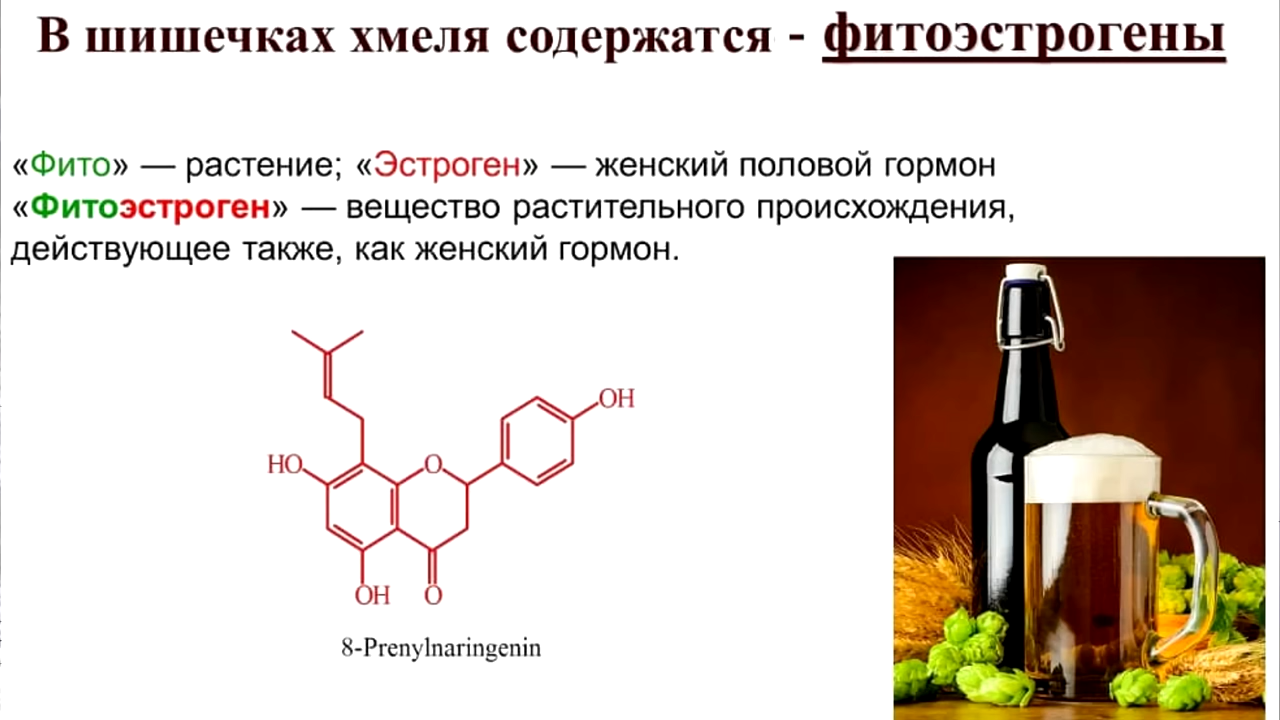 В шишечках хмеля содержатся - фитоэстрогены
«Фито» — растение; «Эстроген» — женский половой гормон
«Фитоэстроген» — вещество растительного происхождения,
действующее также, как женский гормон.
OH
HO
O
OH
O
8-Prenylnaringenin